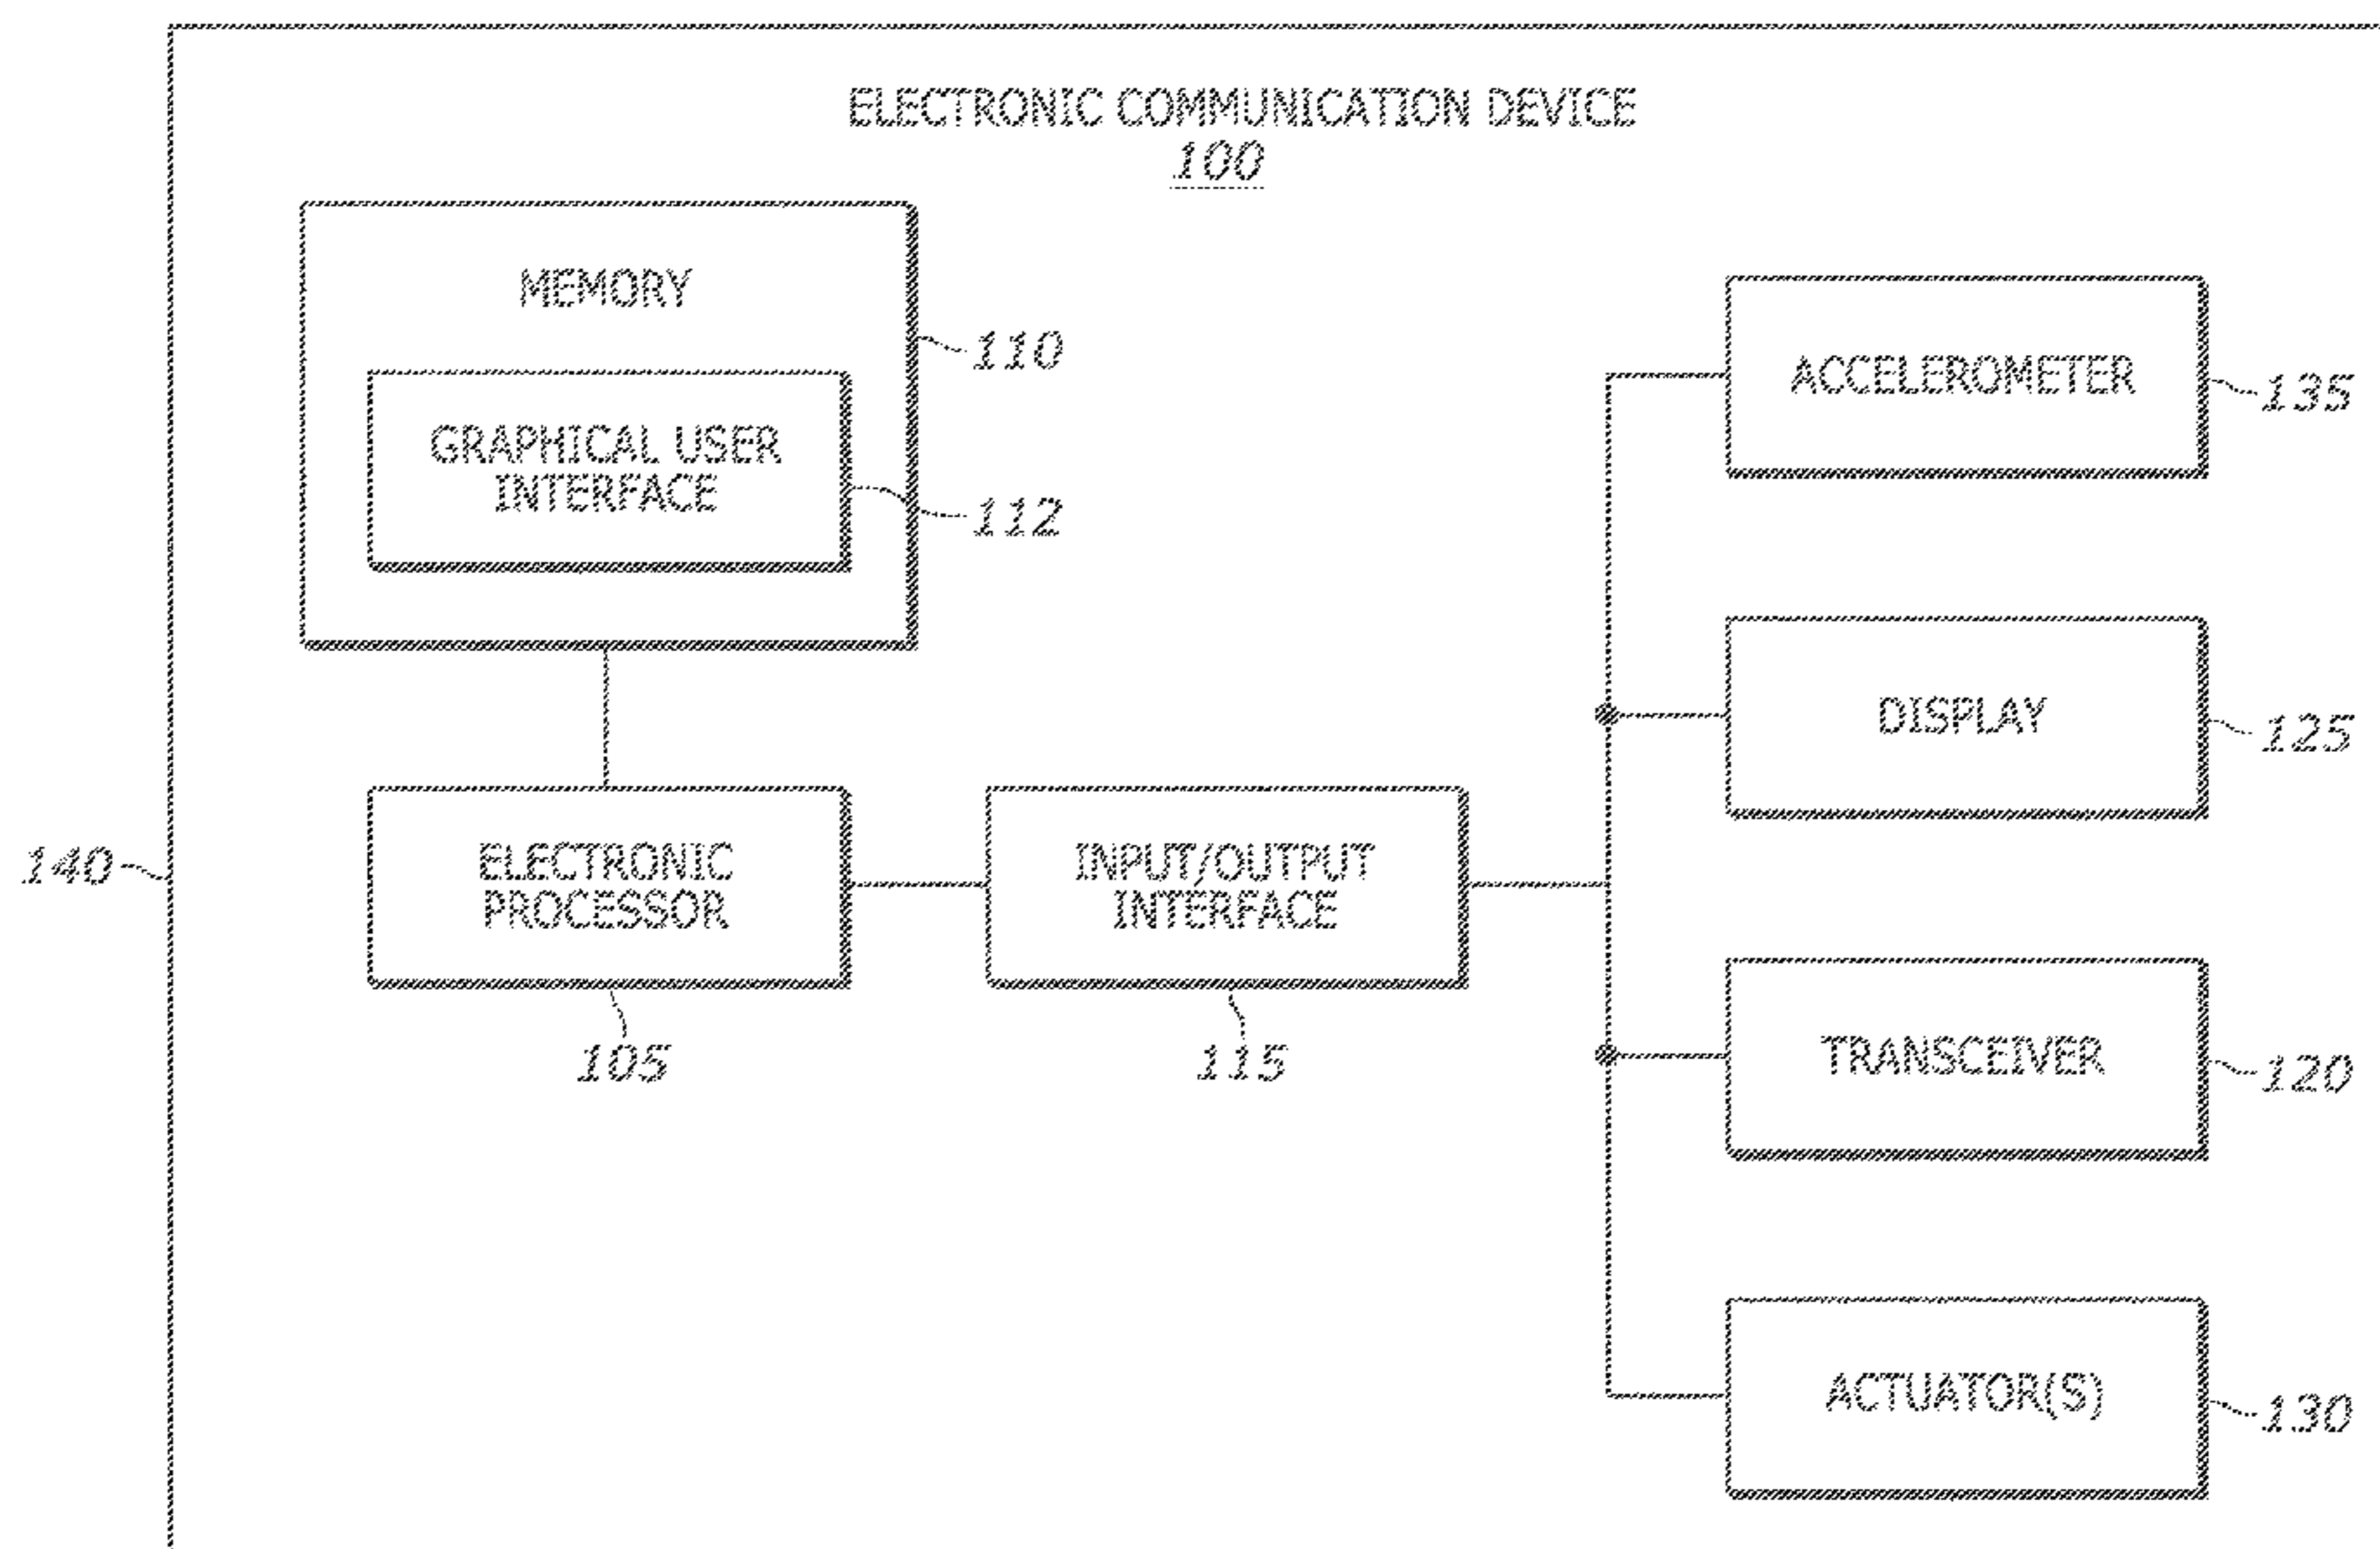 ELECTRONIC COMMUNICATION DEVICE
100
MEMORY
110
GRAPHICAL USER
INTERFACE
112
ACCELEROMETER
135
DISPLAY
125
140
ELECTRONIC
PROCESSOR
105
INPUT/OUTPUT
INTERFACE
115
TRANSCEIVER
120
ACTUATOR(S)
130